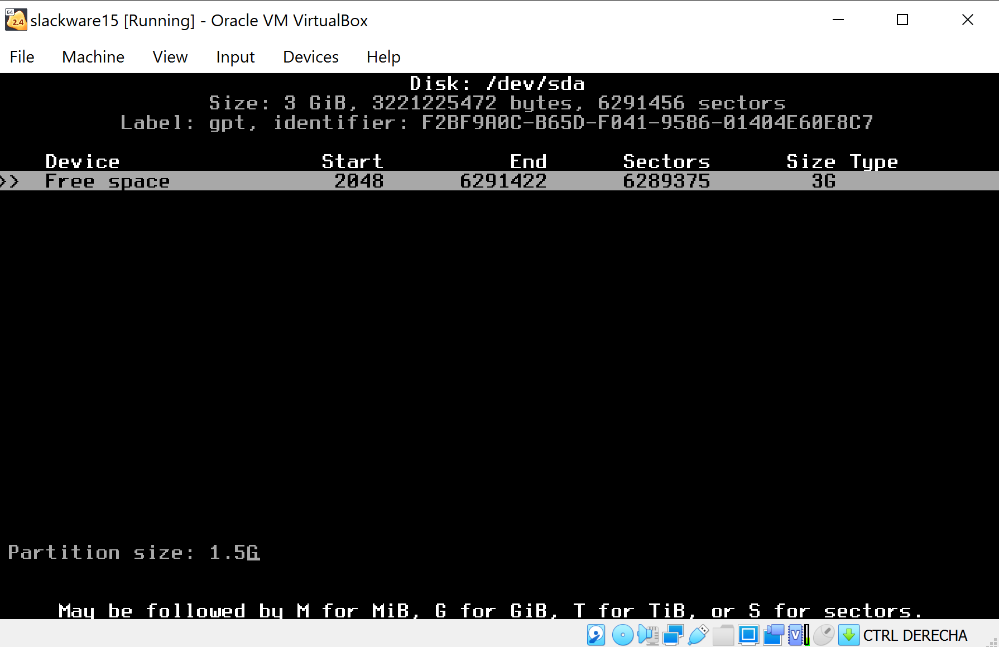 64
2.4
slackware15 [Running] - Oracle VM VirtualBox
File Machine View Input Devices Help
Disk: /dev/sda
Size: 3 GiB, 3221225472 bytes, 6291456 sectors
Label: gpt, identifier: F2BF9A0C-B65D-F041-9586-01404E60E8C7
Device Start End Sectors Size Type
>> Free space 2048 6291422 6289375 3G
Partition size: 1.5G
May be followed by M for MiB, G for GiB, T for TiB, or S for sectors.
V
CTRL DERECHA